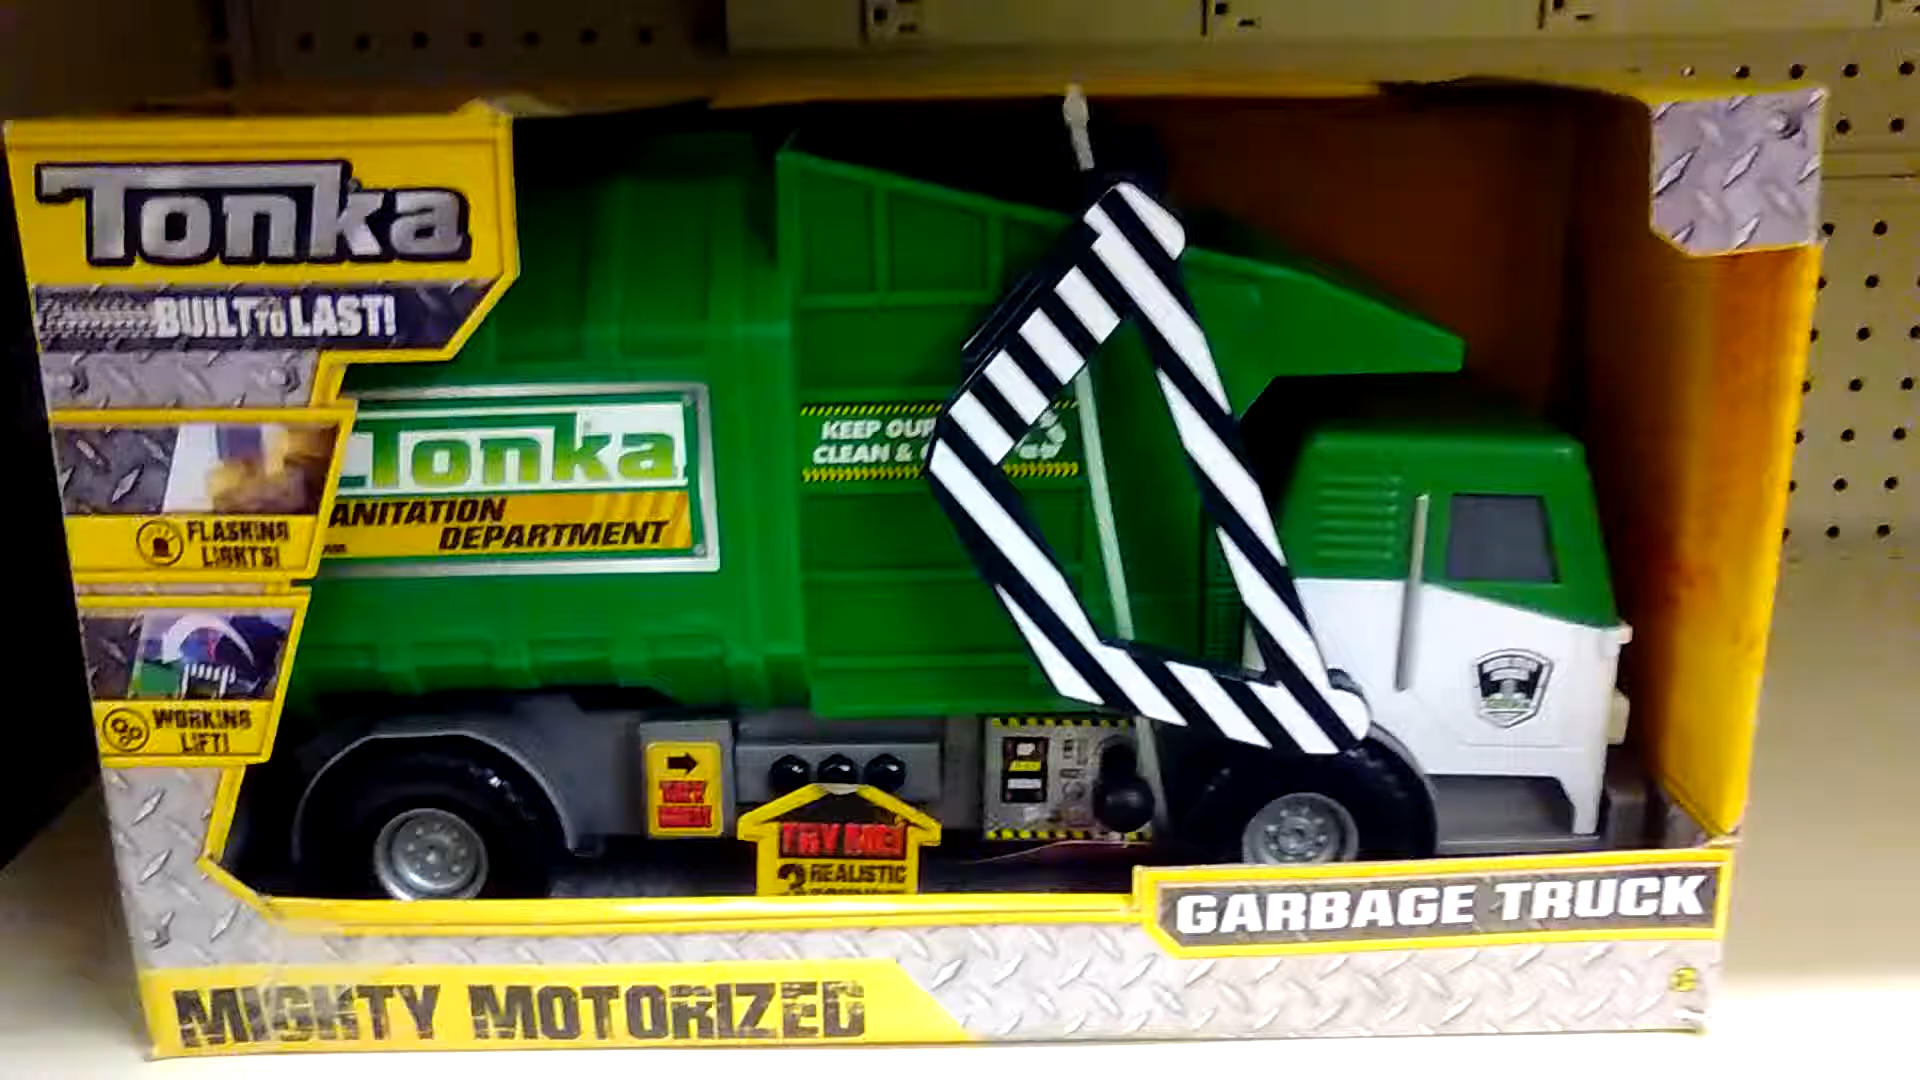 Tonka
BUILT TO LAST!
FLASHING
LIGHTS!
WORKING
LIFT!
Tonka
ANITATION
DEPARTMENT
KEEP OUR
CLEAN &
TRY ME!
REALISTIC
GARBAGE TRUCK
MIGHTY MOTORIZED